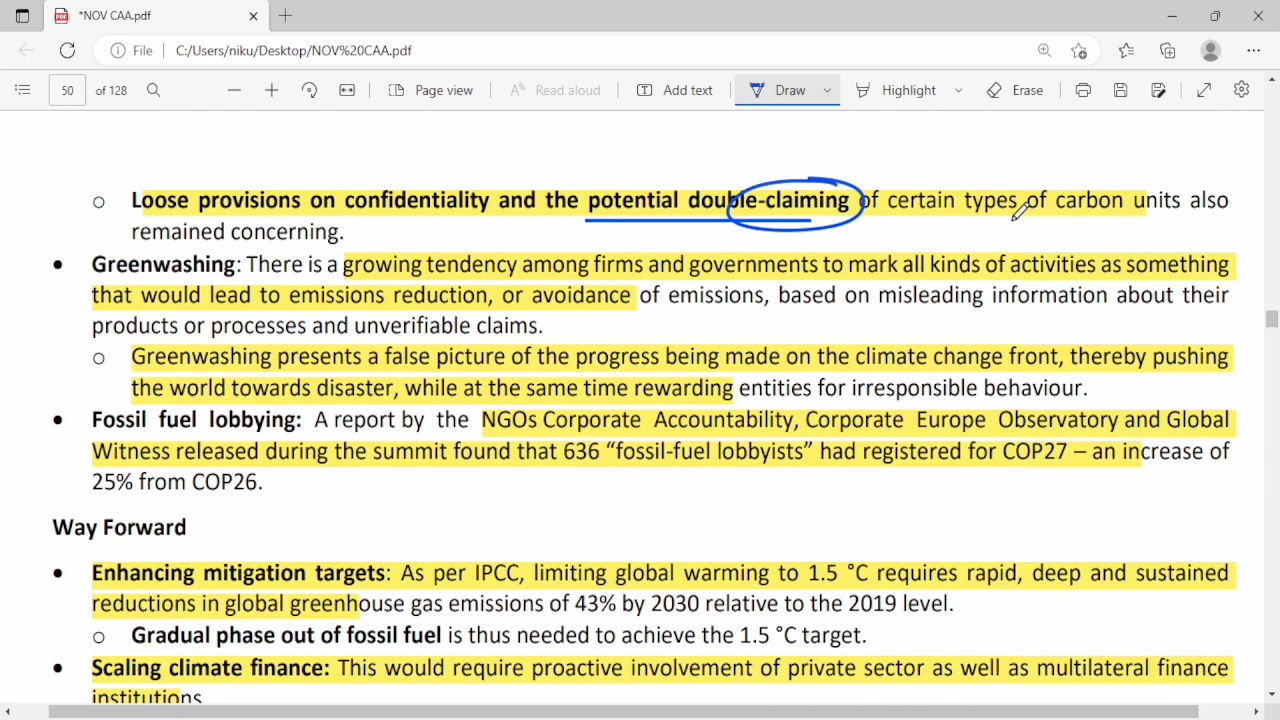 *NOV CAA.pdf
File
C:/Users/niku/Desktop/NOV%20CAA.pdf
50 of 128
Page view
Read aloud
Add text
Draw
Highlight
Erase
o Loose provisions on confidentiality and the potential double-claiming of certain types of carbon units also
remained concerning.
• Greenwashing: There is a growing tendency among firms and governments to mark all kinds of activities as something
that would lead to emissions reduction, or avoidance of emissions, based on misleading information about their
products or processes and unverifiable claims.
o Greenwashing presents a false picture of the progress being made on the climate change front, thereby pushing
the world towards disaster, while at the same time rewarding entities for irresponsible behaviour.
• Fossil fuel lobbying: A report by the NGOs Corporate Accountability, Corporate Europe Observatory and Global
Witness released during the summit found that 636 “fossil-fuel lobbyists” had registered for COP27 – an increase of
25% from COP26.
Way Forward
• Enhancing mitigation targets: As per IPCC, limiting global warming to 1.5 °C requires rapid, deep and sustained
reductions in global greenhouse gas emissions of 43% by 2030 relative to the 2019 level.
o Gradual phase out of fossil fuel is thus needed to achieve the 1.5 °C target.
• Scaling climate finance: This would require proactive involvement of private sector as well as multilateral finance
institutions